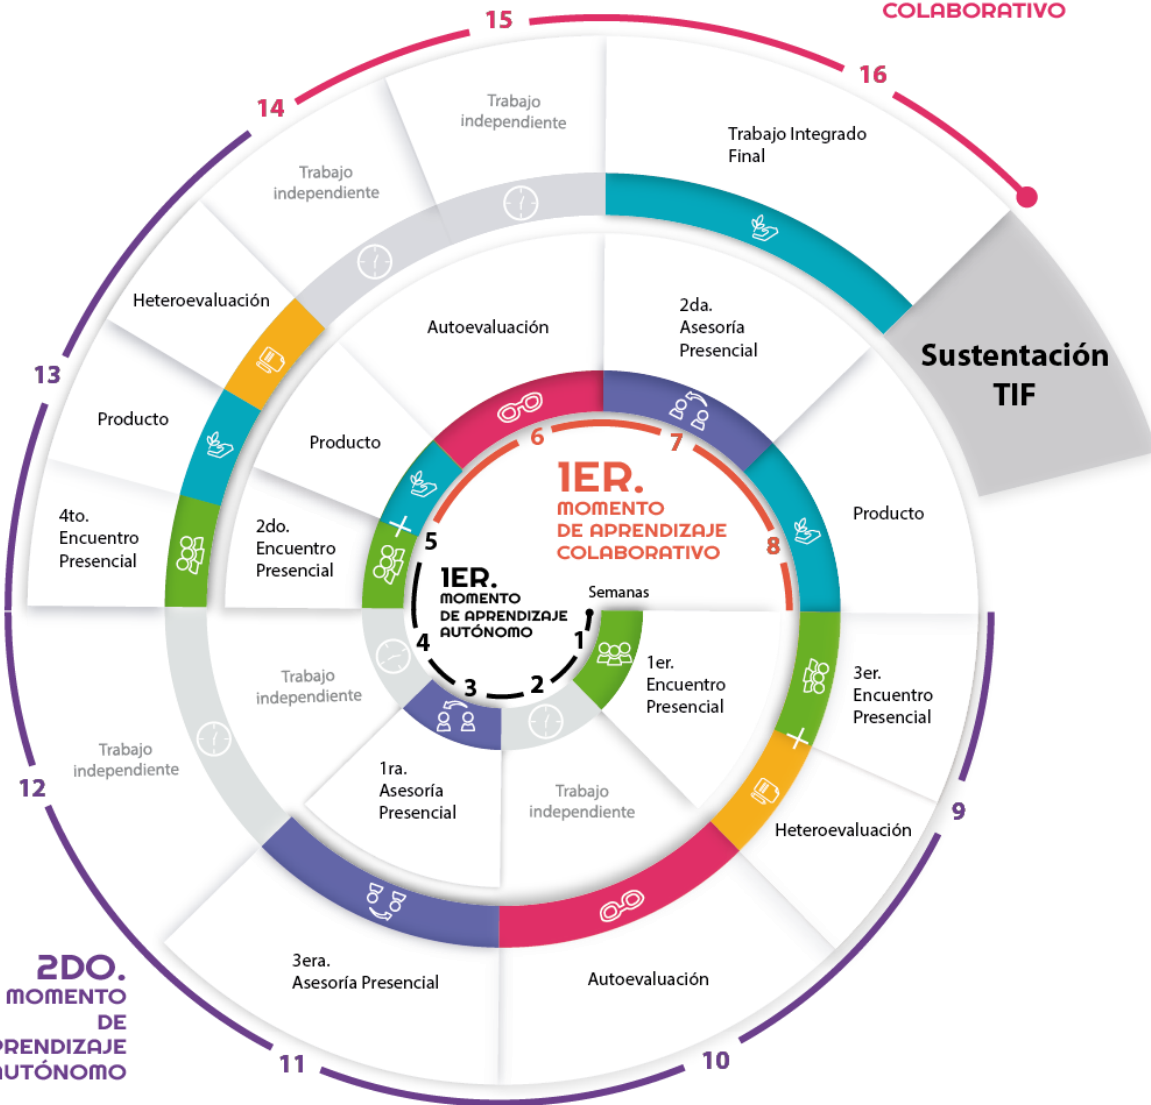 COLABORATIVO
15
16
14
Trabajo
independiente
Trabajo Integrado
Final
Trabajo
independiente
Heteroevaluación
2da.
Asesoría
Presencial
Autoevaluación
Sustentación
TIF
13
Producto
Producto
6
7
1ER.
MOMENTO
DE APRENDIZAJE
COLABORATIVO
Producto
4to.
Encuentro
Presencial
2do.
Encuentro
Presencial
5
8
1ER.
MOMENTO
DE APRENDIZAJE
AUTÓNOMO
Semanas
4
1
3
2
1er.
Encuentro
Presencial
3er.
Encuentro
Presencial
Trabajo
independiente
Trabajo
independiente
12
1ra.
Asesoría
Presencial
Trabajo
independiente
9
Heteroevaluación
3era.
Asesoría Presencial
Autoevaluación
2DO.
MOMENTO
DE
PRENDIZAJE
AUTÓNOMO
11
10